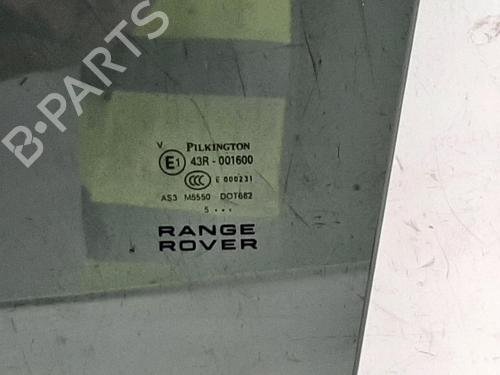 B-PARTS
V PILKINGTON
E1 43R - 001600
CCC E 000231
AS3 M5550 DOT682
5 ...
RANGE
ROVER